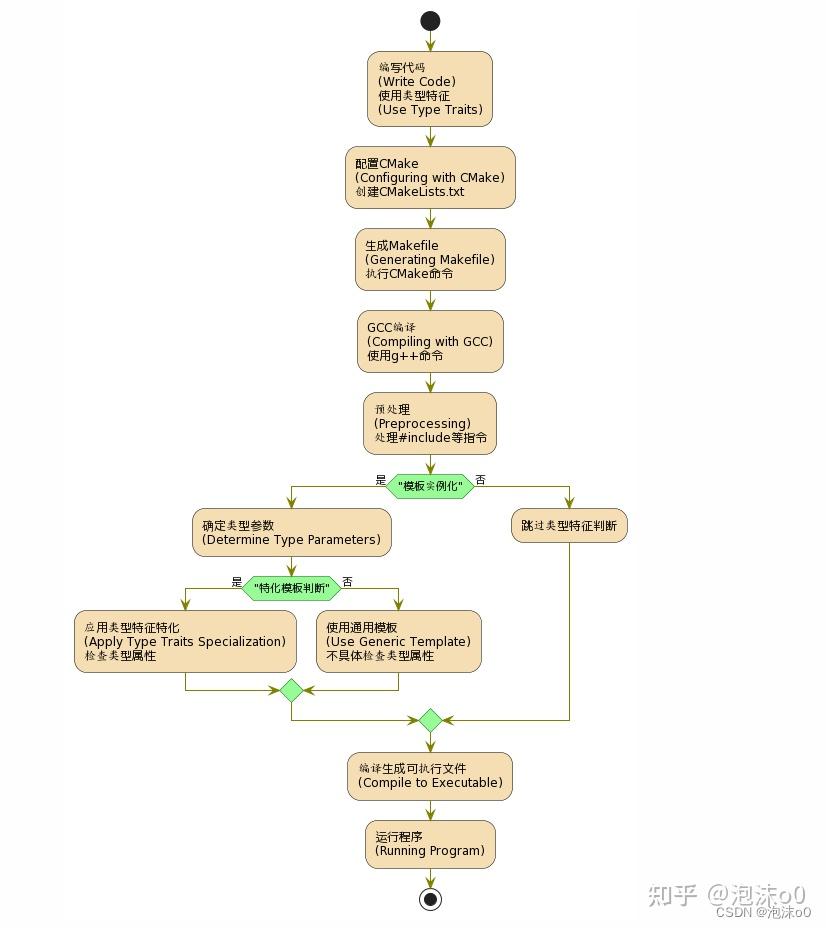 编写代码
(Write Code)
使用类型特征
(Use Type Traits)
配置CMake
(Configuring with CMake)
创建CMakeLists.txt
生成Makefile
(Generating Makefile)
执行CMake命令
GCC编译
(Compiling with GCC)
使用g++命令
预处理
(Preprocessing)
处理#include等指令
是
"模板实例化"
否
确定类型参数
(Determine Type Parameters)
跳过类型特征判断
是
"特化模板判断"
否
应用类型特征特化
(Apply Type Traits Specialization)
检查类型属性
使用通用模板
(Use Generic Template)
不具体检查类型属性
编译生成可执行文件
(Compile to Executable)
运行程序
(Running Program)
知乎 @泡沫o0
CSDN @泡沫o0